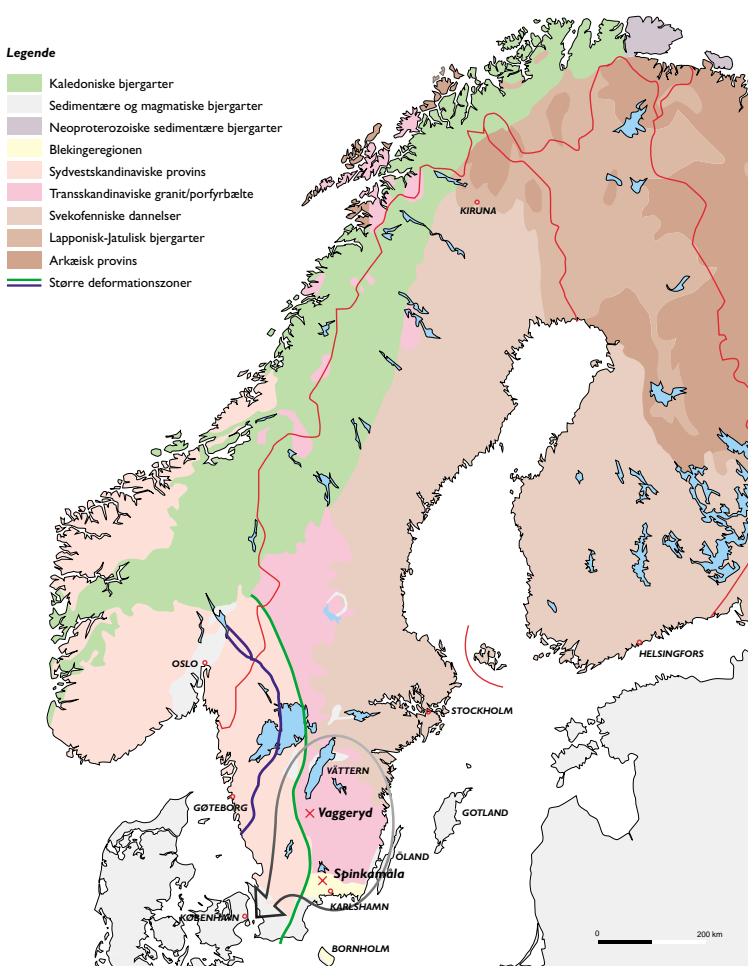 Legende
Kaledoniske bjergarter
Sedimentære og magmatiske bjergarter
Neoproterozoiske sedimentære bjergarter
Blekingeregionen
Sydvestskandinaviske provins
Transskandinaviske granit/porfyrbælte
Svekofenniske dannelser
Lapponisk-Jatulisk bjergarter
Arkæisk provins
Større deformationzoner
KIRUNA
OSLO
HELSINGFORS
STOCKHOLM
VÄTTERN
GØTEBORG
Vaggeryd
GOTLAND
ÖLAND
Spinkamåla
KARLSHAMN
KØBENHAVN
BORNHOLM
0 200 km